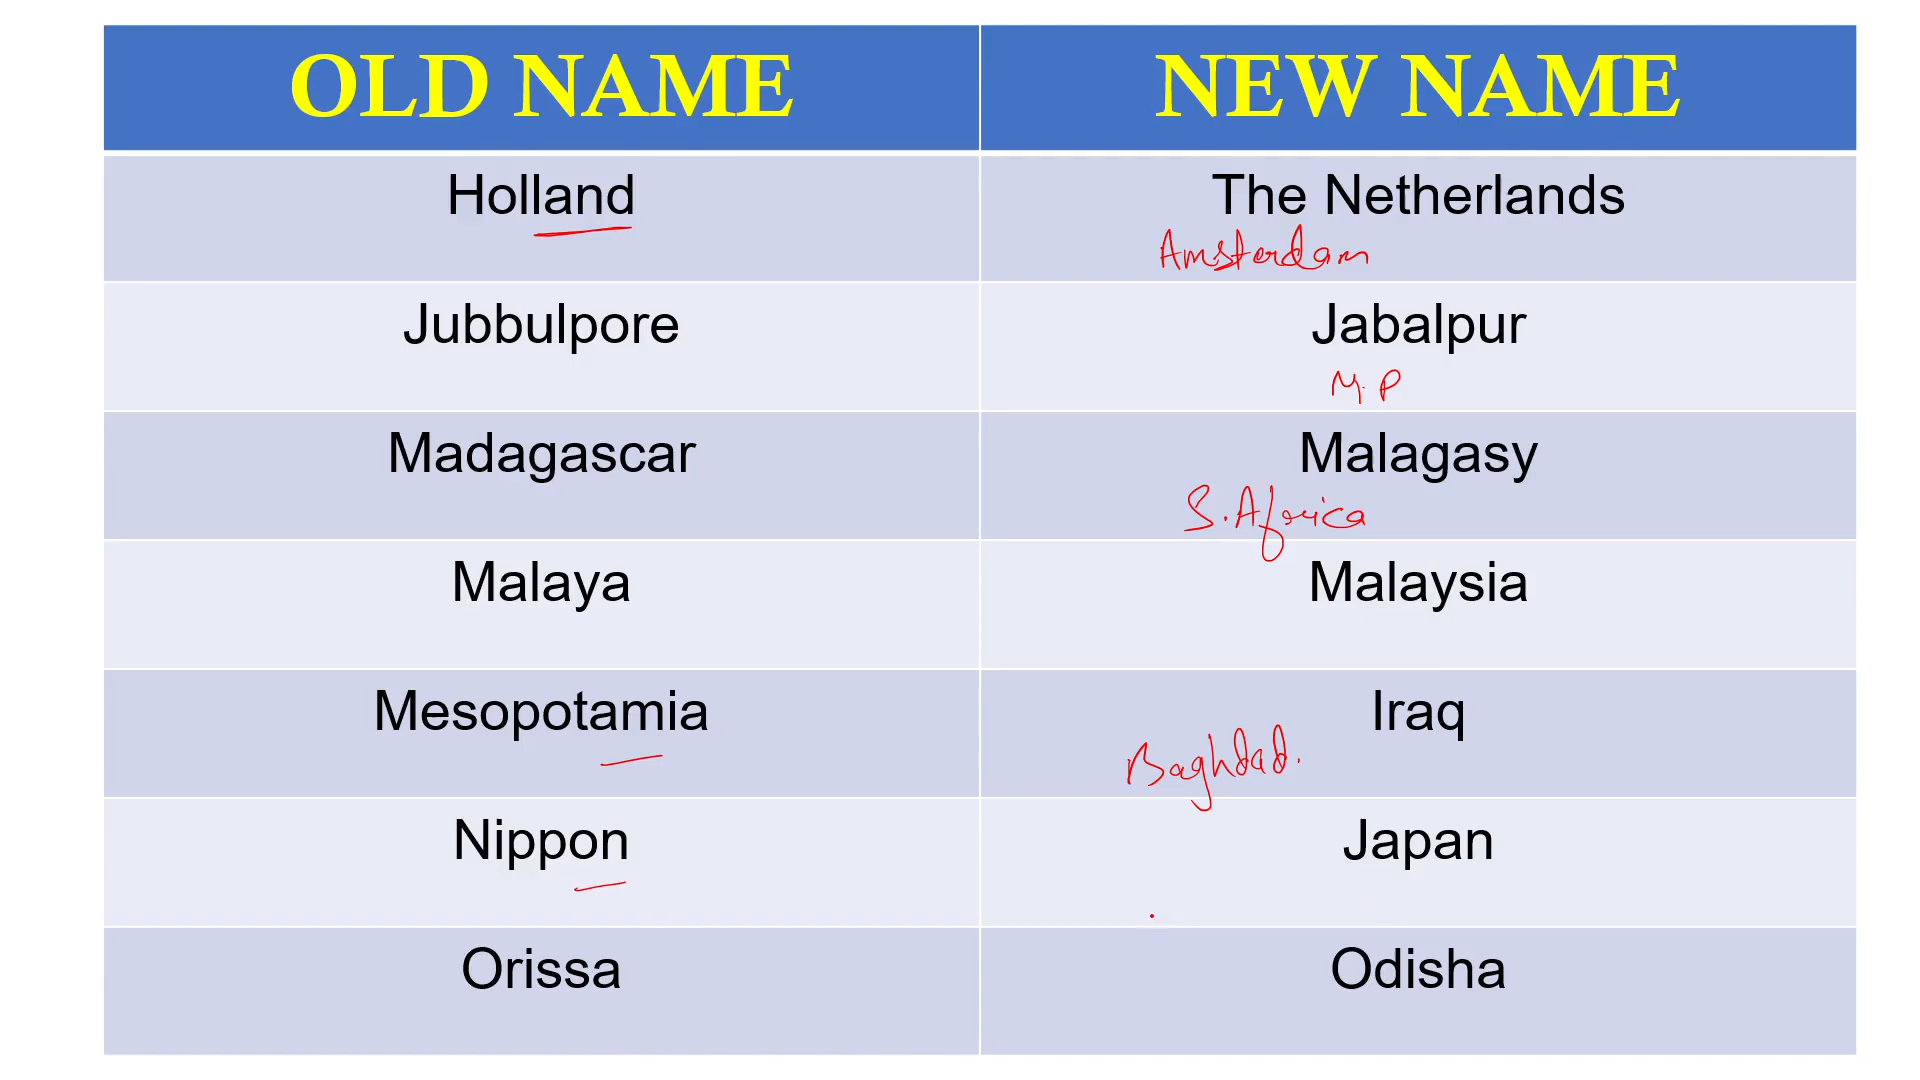 OLD NAME NEW NAME
Holland The Netherlands
Amsterdam
Jubbulpore Jabalpur
M.P
Madagascar Malagasy
S.Africa
Malaya Malaysia
Mesopotamia Iraq
Baghdad.
Nippon Japan
Orissa Odisha